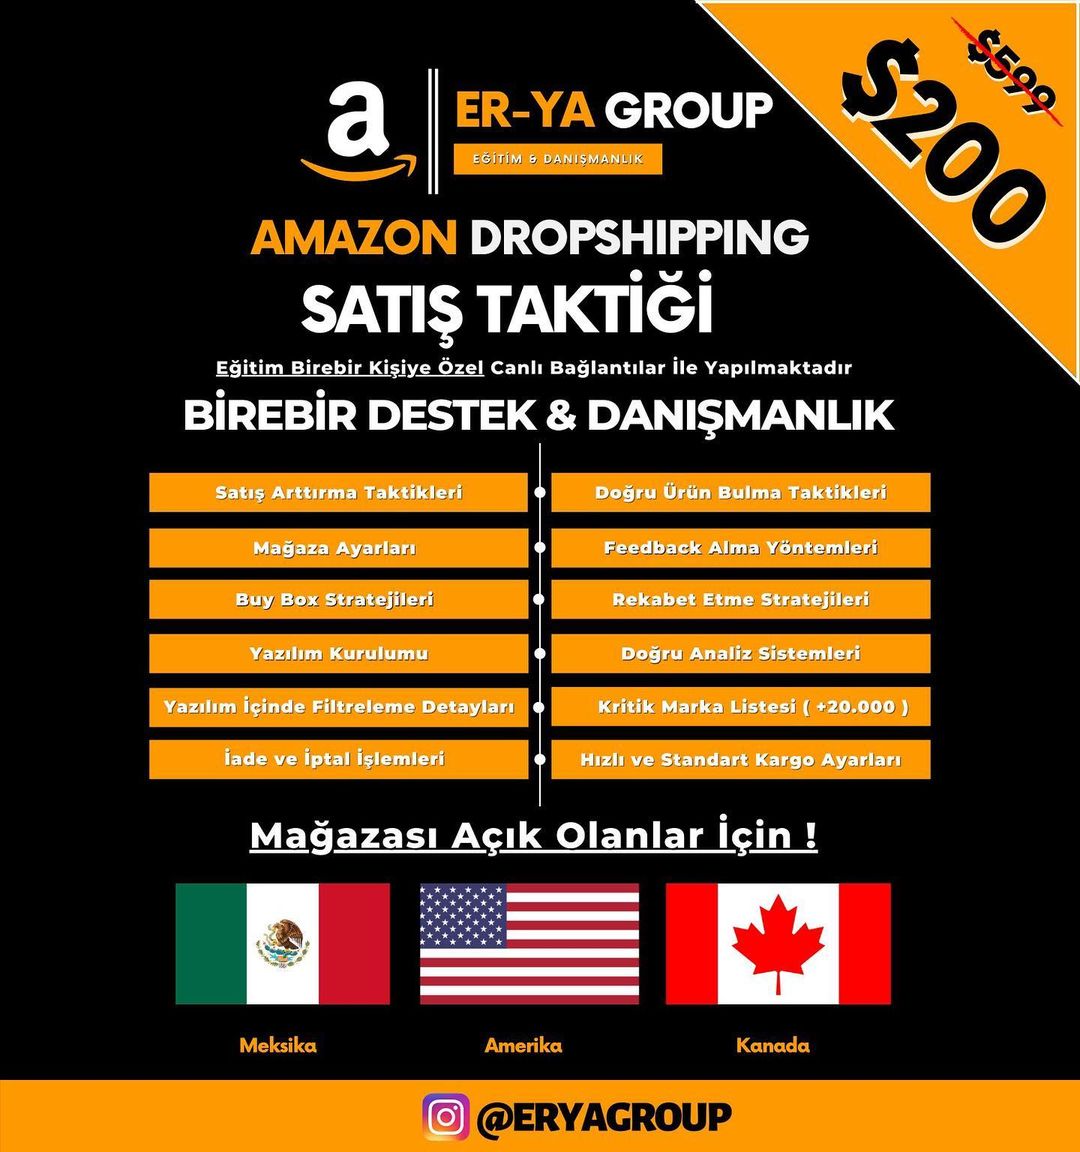 a
ER-YA GROUP
EĞİTİM & DANIŞMANLIK
$599
$200
AMAZON DROPSHIPPING
SATIŞ TAKTİĞİ
Eğitim Birebir Kişiye Özel Canlı Bağlantılar İle Yapılmaktadır
BİREBİR DESTEK & DANIŞMANLIK
Satış Arttırma Taktikleri
Doğru Ürün Bulma Taktikleri
Mağaza Ayarları
Feedback Alma Yöntemleri
Buy Box Stratejileri
Rekabet Etme Stratejileri
Yazılım Kurulumu
Doğru Analiz Sistemleri
Yazılım İçinde Filtreleme Detayları
Kritik Marka Listesi ( +20.000 )
İade ve İptal İşlemleri
Hızlı ve Standart Kargo Ayarları
Mağazası Açık Olanlar İçin !
Meksika
Amerika
Kanada
@ERYAGROUP